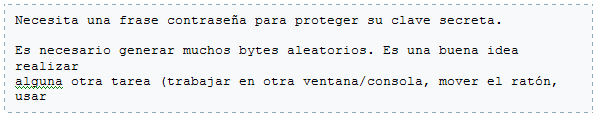 Necesita una frase contraseña para proteger su clave secreta.
Es necesario generar muchos bytes aleatorios. Es una buena idea
realizar
alguna otra tarea (trabajar en otra ventana/consola, mover el ratón,
usar